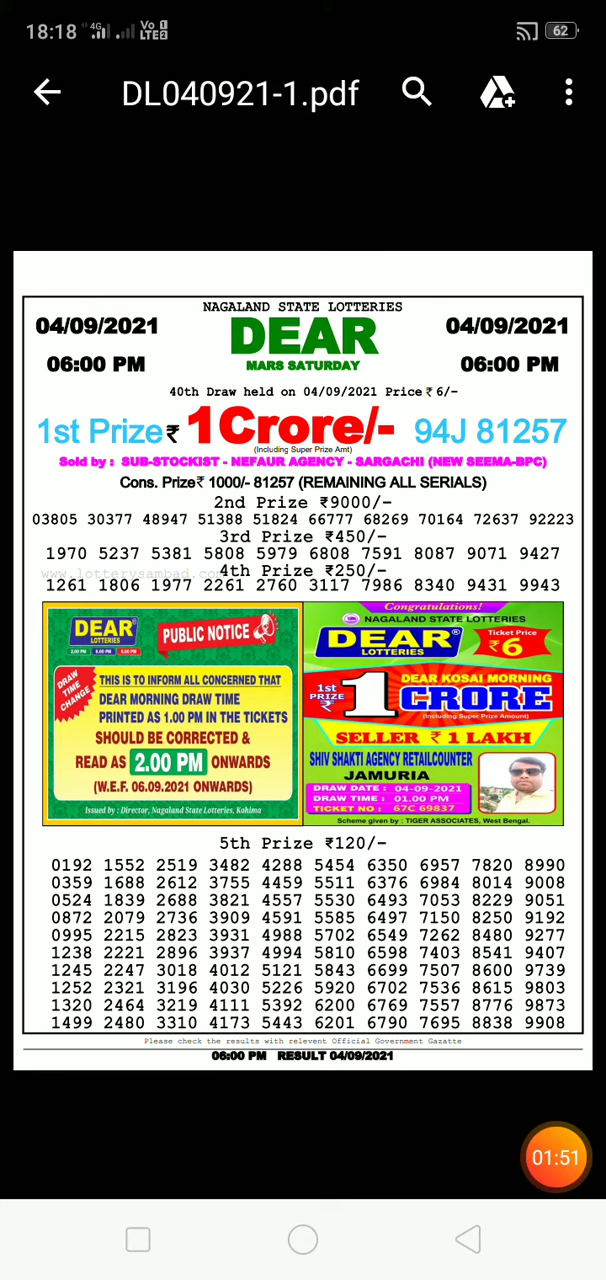 18:18 4G Vo 1 LTE2 62
DL040921-1.pdf
NAGALAND STATE LOTTERIES
04/09/2021 DEAR 04/09/2021
06:00 PM MARS SATURDAY 06:00 PM
40th Draw held on 04/09/2021 Price ₹ 6/-
1st Prize ₹ 1Crore/- 94J 81257
(Including Super Prize Amt)
Sold by : SUB-STOCKIST - NEFAUR AGENCY - SARGACHI (NEW SEEMA-BPC)
Cons. Prize₹ 1000/- 81257 (REMAINING ALL SERIALS)
2nd Prize ₹9000/-
03805 30377 48947 51388 51824 66777 68269 70164 72637 92223
3rd Prize ₹450/-
1970 5237 5381 5808 5979 6808 7591 8087 9071 9427
4th Prize ₹250/-
www.lotterysambad.com
1261 1806 1977 2261 2760 3117 7986 8340 9431 9943
DEAR
LOTTERIES
PUBLIC NOTICE
DRAW TIME CHANGE
THIS IS TO INFORM ALL CONCERNED THAT
DEAR MORNING DRAW TIME
PRINTED AS 1.00 PM IN THE TICKETS
SHOULD BE CORRECTED &
READ AS 2.00 PM ONWARDS
(W.E.F. 06.09.2021 ONWARDS)
Issued by : Director, Nagaland State Lotteries, Kohima
Congratulations!
NAGALAND STATE LOTTERIES
DEAR
LOTTERIES
Ticket Price
₹6
1st PRIZE ₹ 1
DEAR KOSAI MORNING
CRORE
(Including Super Prize Amount)
SELLER ₹ 1 LAKH
SHIV SHAKTI AGENCY RETAILCOUNTER
JAMURIA
DRAW DATE : 04-09-2021
DRAW TIME : 01.00 PM
TICKET NO : 67C 69837
Scheme given by : TIGER ASSOCIATES, West Bengal.
5th Prize ₹120/-
0192 1552 2519 3482 4288 5454 6350 6957 7820 8990
0359 1688 2612 3755 4459 5511 6376 6984 8014 9008
0524 1839 2688 3821 4557 5530 6493 7053 8229 9051
0872 2079 2736 3909 4591 5585 6497 7150 8250 9192
0995 2215 2823 3931 4988 5702 6549 7262 8480 9277
1238 2221 2896 3937 4994 5810 6598 7403 8541 9407
1245 2247 3018 4012 5121 5843 6699 7507 8600 9739
1252 2321 3196 4030 5226 5920 6702 7536 8615 9803
1320 2464 3219 4111 5392 6200 6769 7557 8776 9873
1499 2480 3310 4173 5443 6201 6790 7695 8838 9908
Please check the results with relevent Official Government Gazatte
06:00 PM RESULT 04/09/2021
01:51